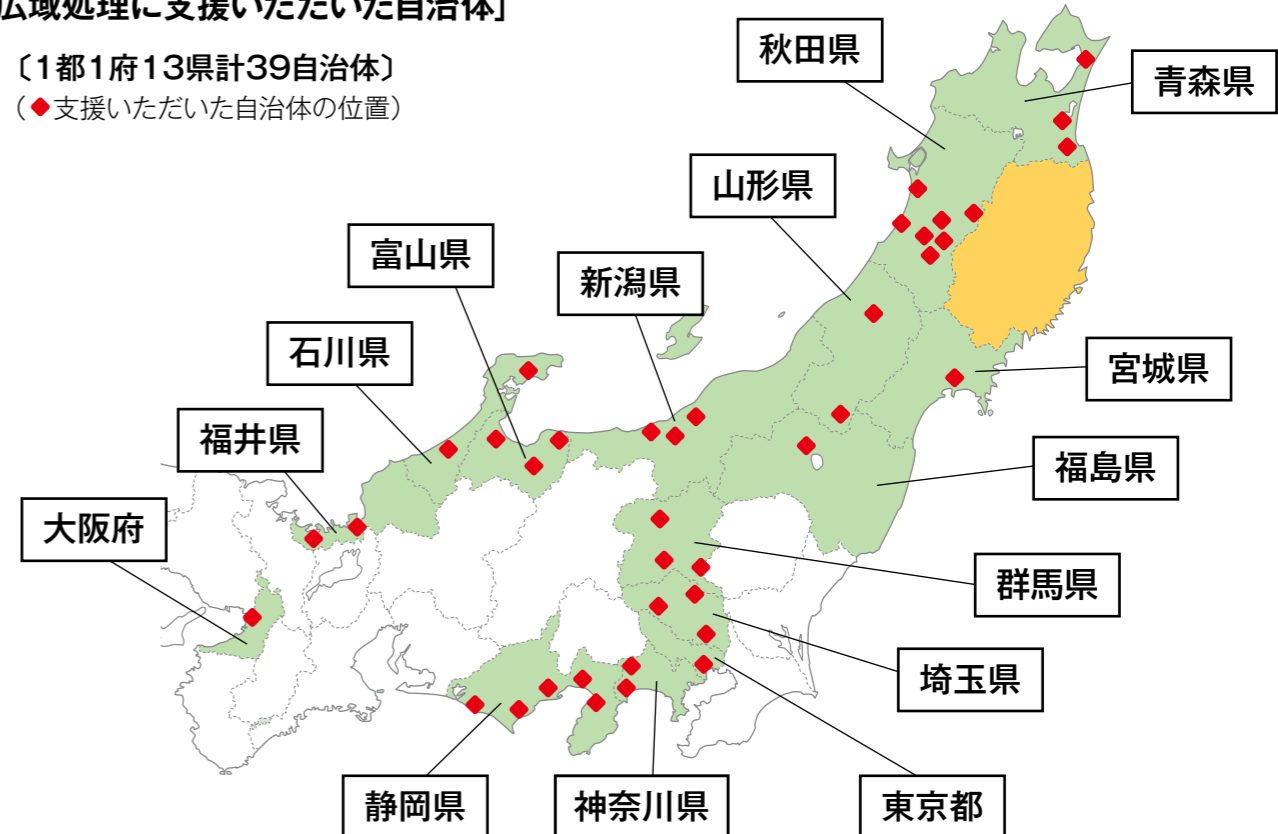 広域処理に支援いただいた自治体］
〔1都1府13県計39自治体〕
（◆支援いただいた自治体の位置）
秋田県
青森県
山形県
富山県
新潟県
石川県
宮城県
福井県
福島県
大阪府
群馬県
埼玉県
静岡県
神奈川県
東京都